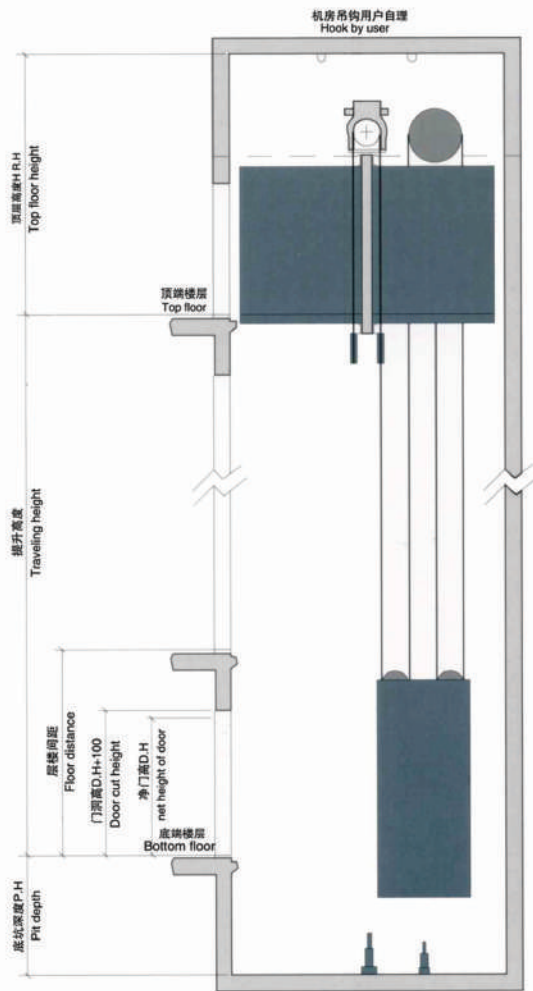 机房吊钩用户自理
Hook by user
顶层高度H R.H
Top floor height
顶端楼层
Top floor
提升高度
Traveling height
层楼间距
Floor distance
门洞高D.H+100
Door cut height
净门高D.H
net height of door
底端楼层
Bottom floor
底坑深度P.H
Pit depth